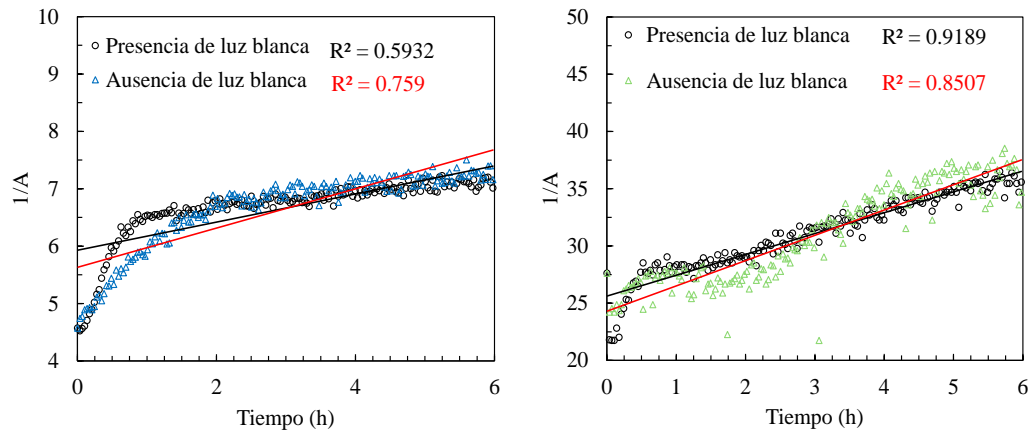 10
9
8
7
6
5
4
1/A
Presencia de luz blanca R² = 0.5932
Ausencia de luz blanca R² = 0.759
0 2 4 6
Tiempo (h)
50
45
40
35
30
25
20
1/A
Presencia de luz blanca R² = 0.9189
Ausencia de luz blanca R² = 0.8507
0 1 2 3 4 5 6
Tiempo (h)